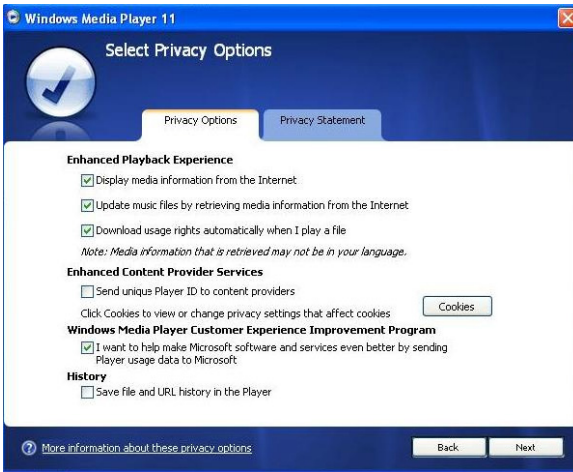 Windows Media Player 11
Select Privacy Options
Privacy Options
Privacy Statement
Enhanced Playback Experience
Display media information from the Internet
Update music files by retrieving media information from the Internet
Download usage rights automatically when I play a file
Note: Media information that is retrieved may not be in your language.
Enhanced Content Provider Services
Send unique Player ID to content providers
Click Cookies to view or change privacy settings that affect cookies
Cookies
Windows Media Player Customer Experience Improvement Program
I want to help make Microsoft software and services even better by sending
Player usage data to Microsoft
History
Save file and URL history in the Player
More information about these privacy options
Back
Next